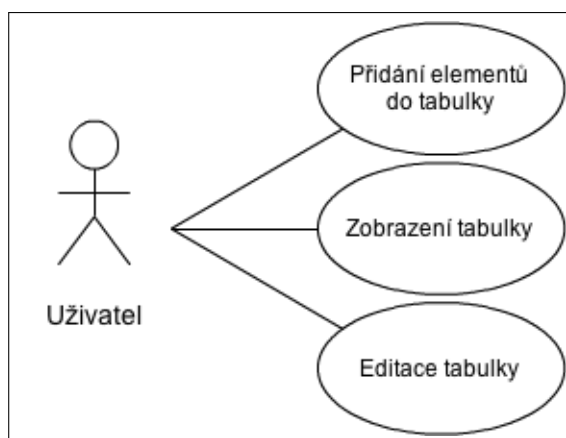 Přidání elementů
do tabulky
Zobrazení tabulky
Uživatel
Editace tabulky